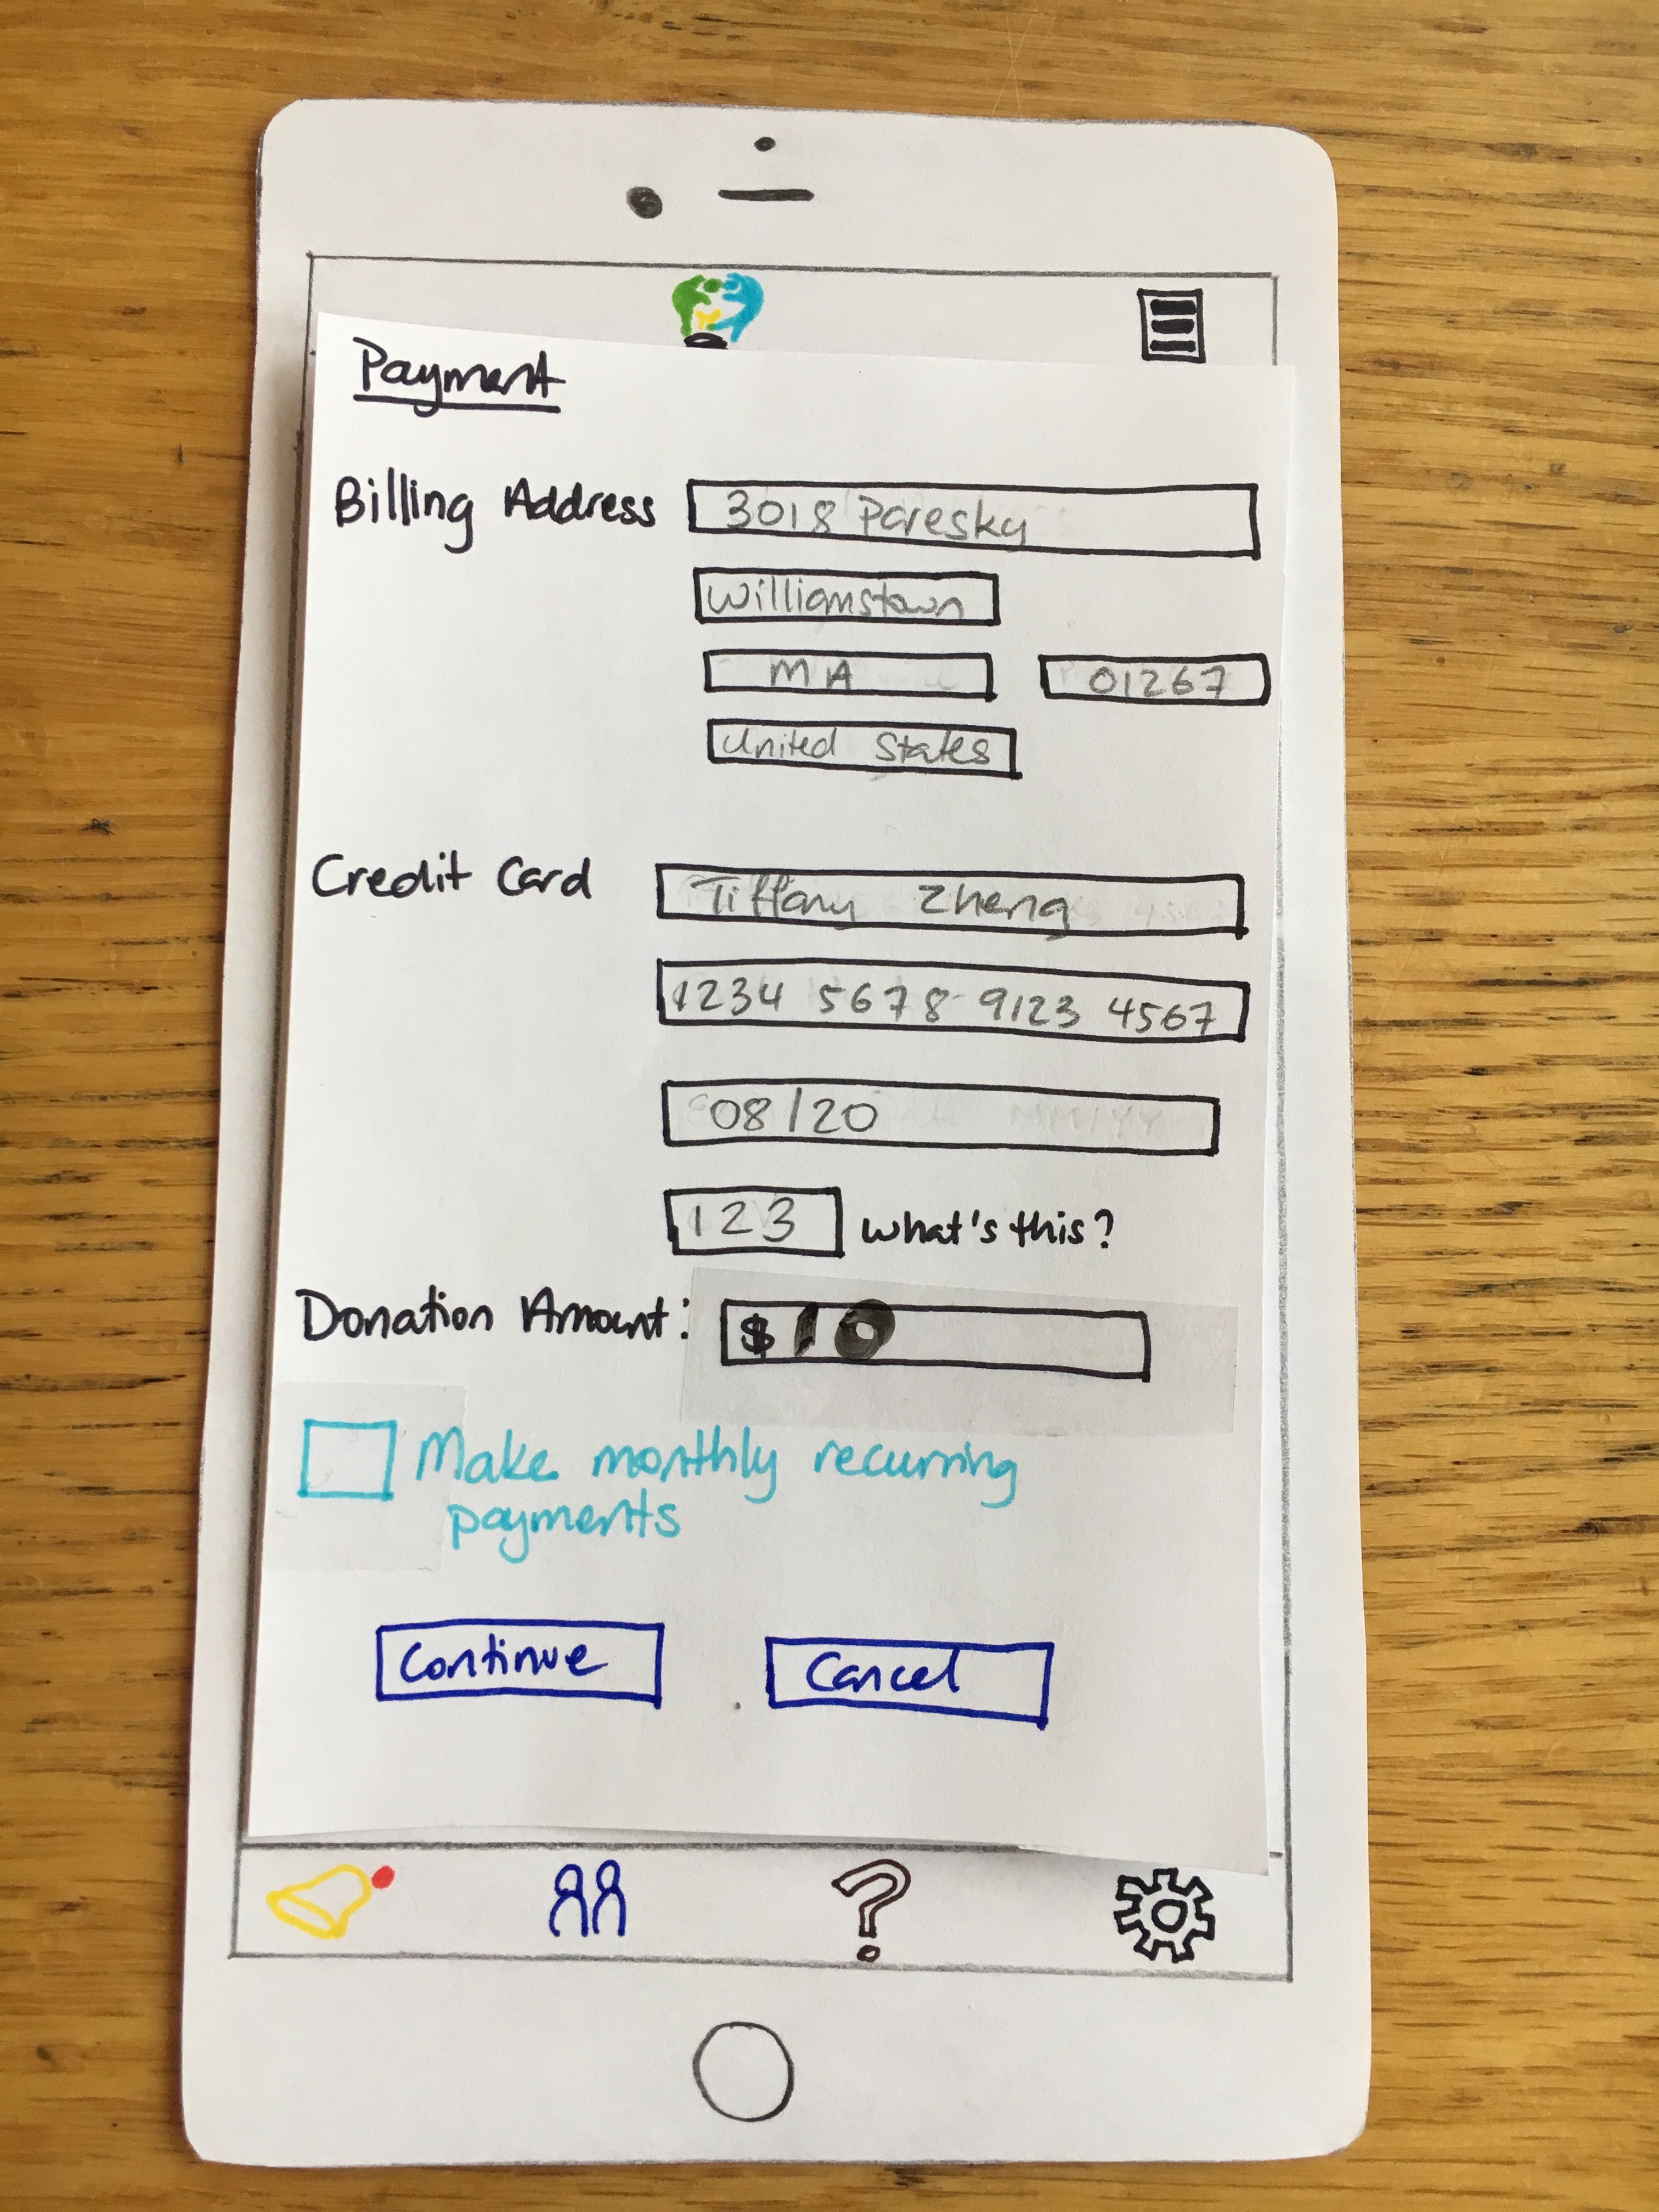 Payment
Billing Address 3018 Paresky
Williamstown
MA 01267
United States
Credit Card Tiffany Zheng
1234 5678 9123 4567
08/20
123 what's this?
Donation Amount: $10
Make monthly recurring
payments
Continue Cancel
?